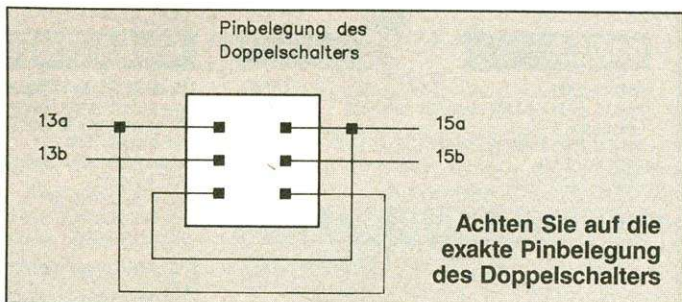 Pinbelegung des
Doppelschalters
13a
15a
13b
15b
Achten Sie auf die
exakte Pinbelegung
des Doppelschalters